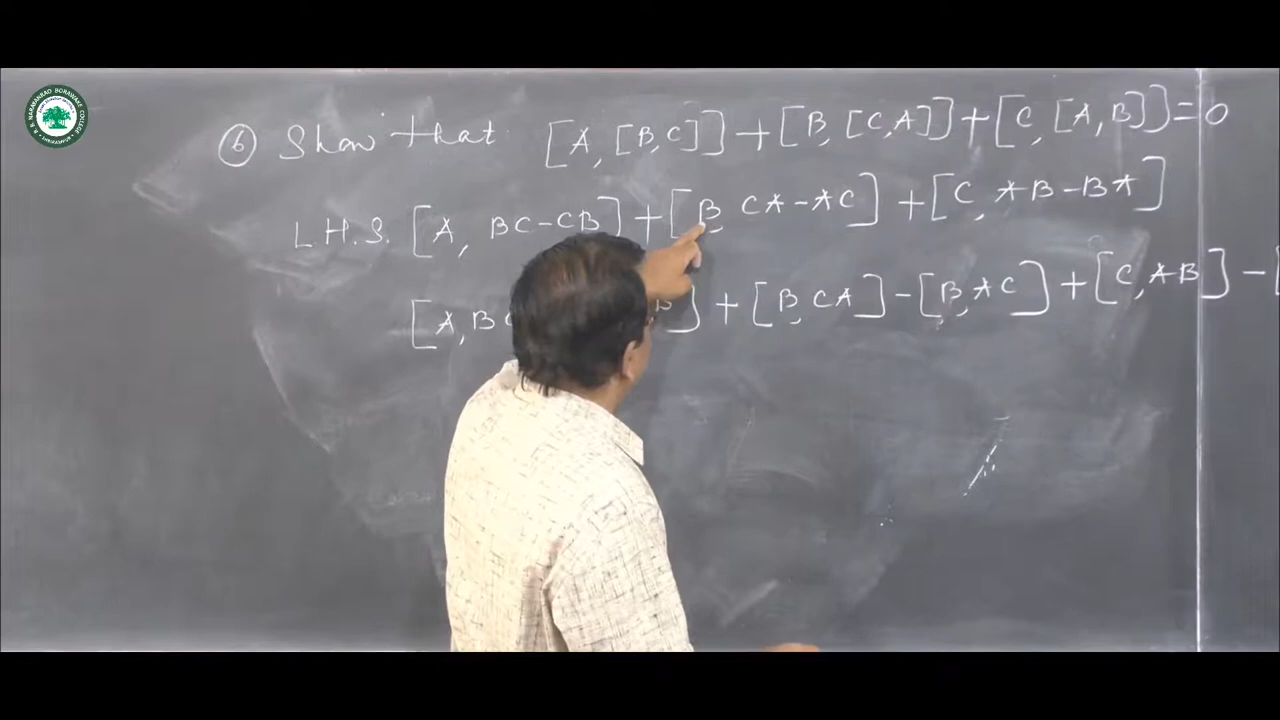 ⑥ Show that [A, [B, C]] + [B, [C, A]] + [C, [A, B]] = 0
L.H.S. [A, BC - CB] + [B, CA - AC] + [C, AB - BA]
[A, BC B] + [B, CA] - [B, AC] + [C, AB] - [